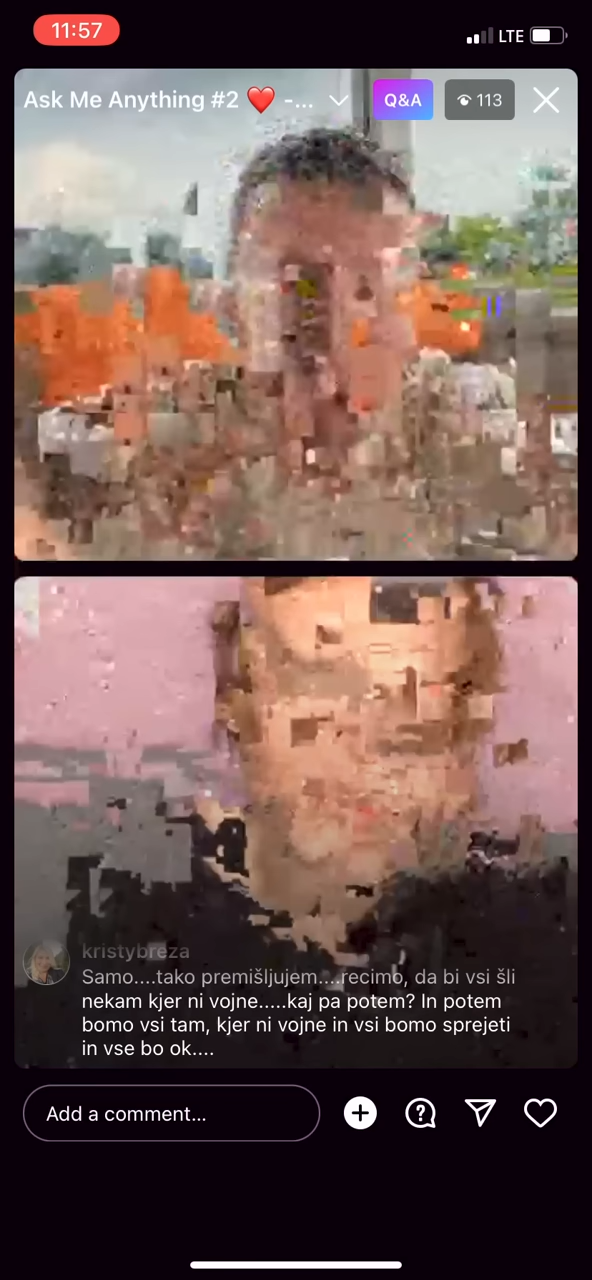 11:57
LTE
Ask Me Anything #2 ❤️ -...
Q&A
113
kristybreza
Samo....tako premišljujem....recimo, da bi vsi šli
nekam kjer ni vojne.....kaj pa potem? In potem
bomo vsi tam, kjer ni vojne in vsi bomo sprejeti
in vse bo ok....
Add a comment...